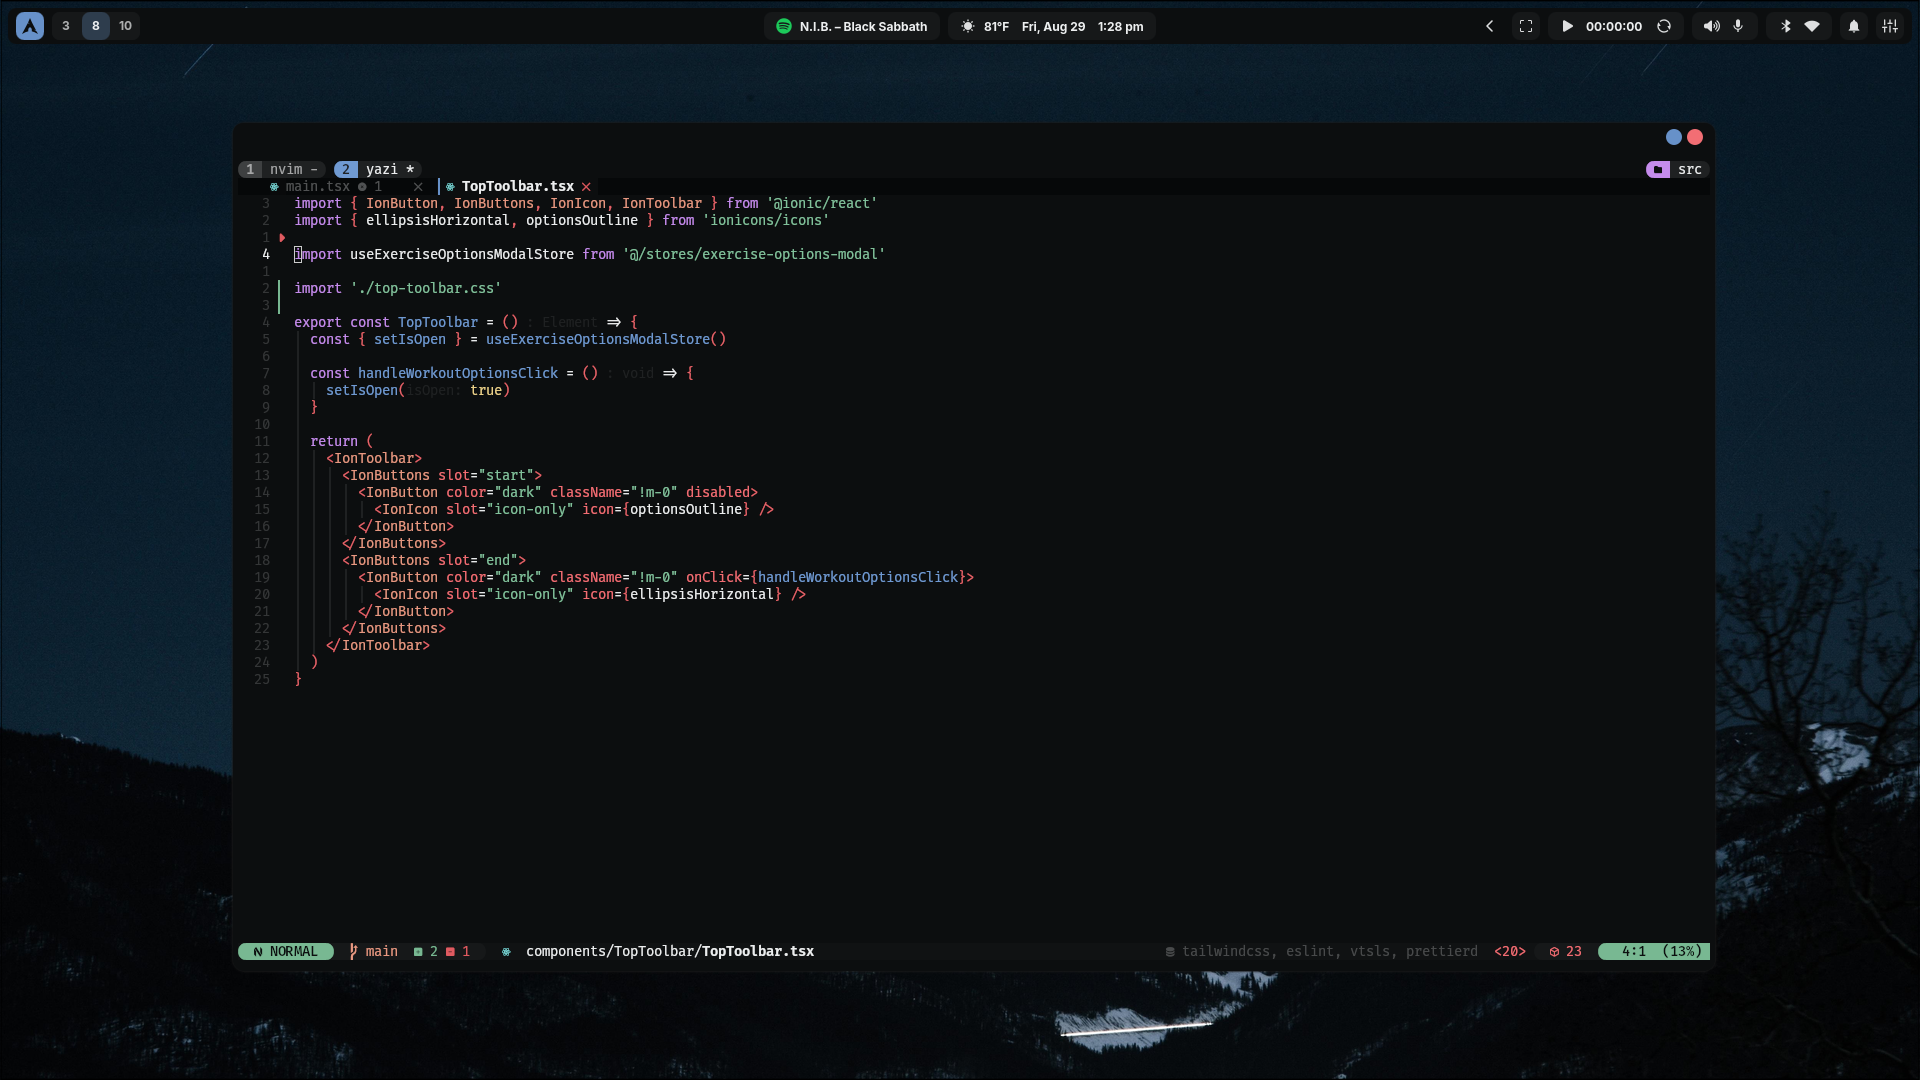 3 8 10
N.I.B. – Black Sabbath
81°F Fri, Aug 29 1:28 pm
00:00:00
1 nvim - 2 yazi *
src
main.tsx 1
TopToolbar.tsx
3 import { IonButton, IonButtons, IonIcon, IonToolbar } from '@ionic/react'
2 import { ellipsisHorizontal, optionsOutline } from 'ionicons/icons'
1
4 import useExerciseOptionsModalStore from '@/stores/exercise-options-modal'
1
2 import './top-toolbar.css'
3
4 export const TopToolbar = () : Element => {
5 const { setIsOpen } = useExerciseOptionsModalStore()
6
7 const handleWorkoutOptionsClick = () : void => {
8 setIsOpen(isOpen: true)
9 }
10
11 return (
12 <IonToolbar>
13 <IonButtons slot="start">
14 <IonButton color="dark" className="!m-0" disabled>
15 <IonIcon slot="icon-only" icon={optionsOutline} />
16 </IonButton>
17 </IonButtons>
18 <IonButtons slot="end">
19 <IonButton color="dark" className="!m-0" onClick={handleWorkoutOptionsClick}>
20 <IonIcon slot="icon-only" icon={ellipsisHorizontal} />
21 </IonButton>
22 </IonButtons>
23 </IonToolbar>
24 )
25 }
NORMAL main 2 1 components/TopToolbar/TopToolbar.tsx
tailwindcss, eslint, vtsls, prettierd <20> 23 4:1 (13%)